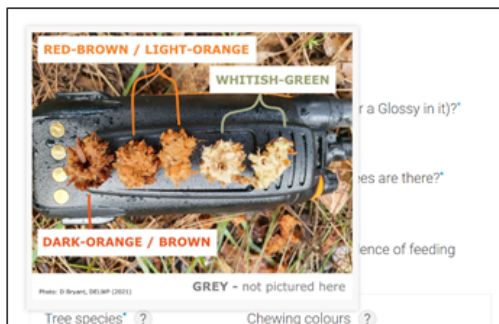 RED-BROWN / LIGHT-ORANGE
WHITISH-GREEN
r a Glossy in it)?*
es are there?*
DARK-ORANGE / BROWN
ence of feeding
Photo: D Bryant, DELWP (2021)
GREY - not pictured here
Tree species* ?
Chewing colours ?